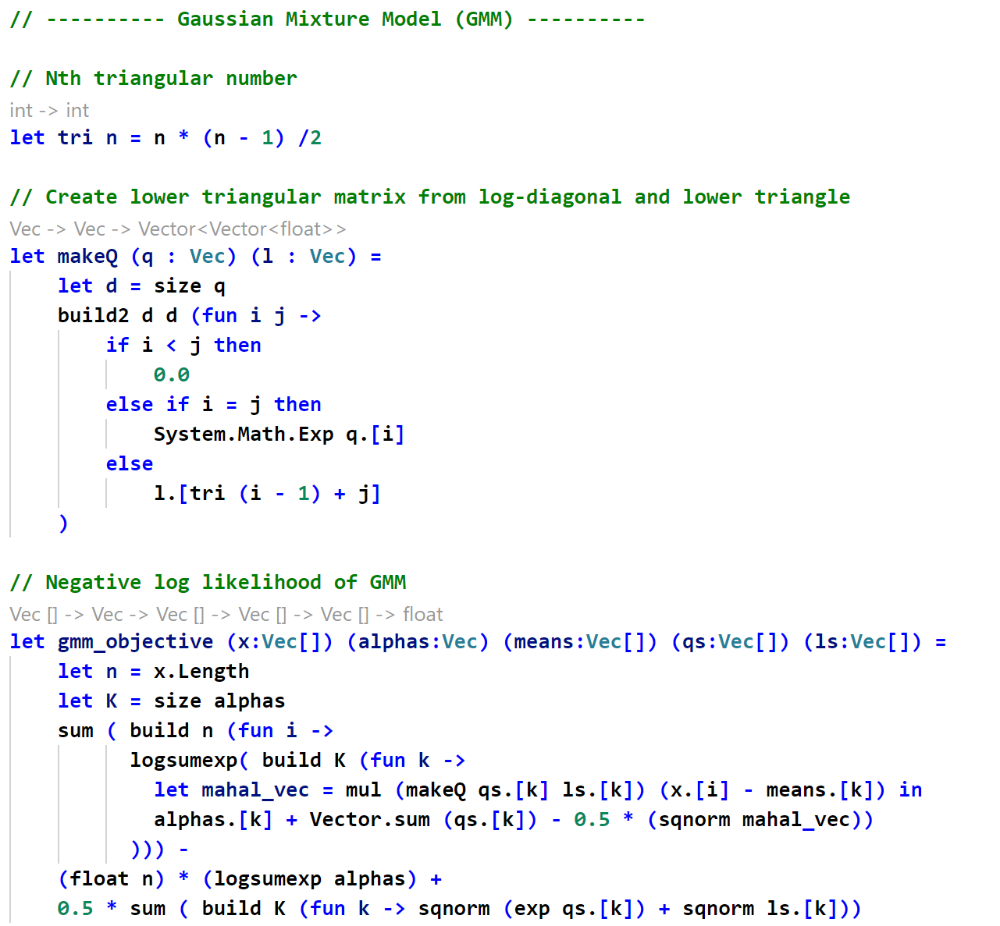 // ---------- Gaussian Mixture Model (GMM) ----------
// Nth triangular number
int -> int
let tri n = n * (n - 1) /2
// Create lower triangular matrix from log-diagonal and lower triangle
Vec -> Vec -> Vector<Vector<float>>
let makeQ (q : Vec) (l : Vec) =
    let d = size q
    build2 d d (fun i j ->
        if i < j then
            0.0
        else if i = j then
            System.Math.Exp q.[i]
        else
            l.[tri (i - 1) + j]
    )
// Negative log likelihood of GMM
Vec [] -> Vec -> Vec [] -> Vec [] -> Vec [] -> float
let gmm_objective (x:Vec[]) (alphas:Vec) (means:Vec[]) (qs:Vec[]) (ls:Vec[]) =
    let n = x.Length
    let K = size alphas
    sum ( build n (fun i ->
          logsumexp( build K (fun k ->
            let mahal_vec = mul (makeQ qs.[k] ls.[k]) (x.[i] - means.[k]) in
            alphas.[k] + Vector.sum (qs.[k]) - 0.5 * (sqnorm mahal_vec))
          ))) -
    (float n) * (logsumexp alphas) +
    0.5 * sum ( build K (fun k -> sqnorm (exp qs.[k]) + sqnorm ls.[k]))